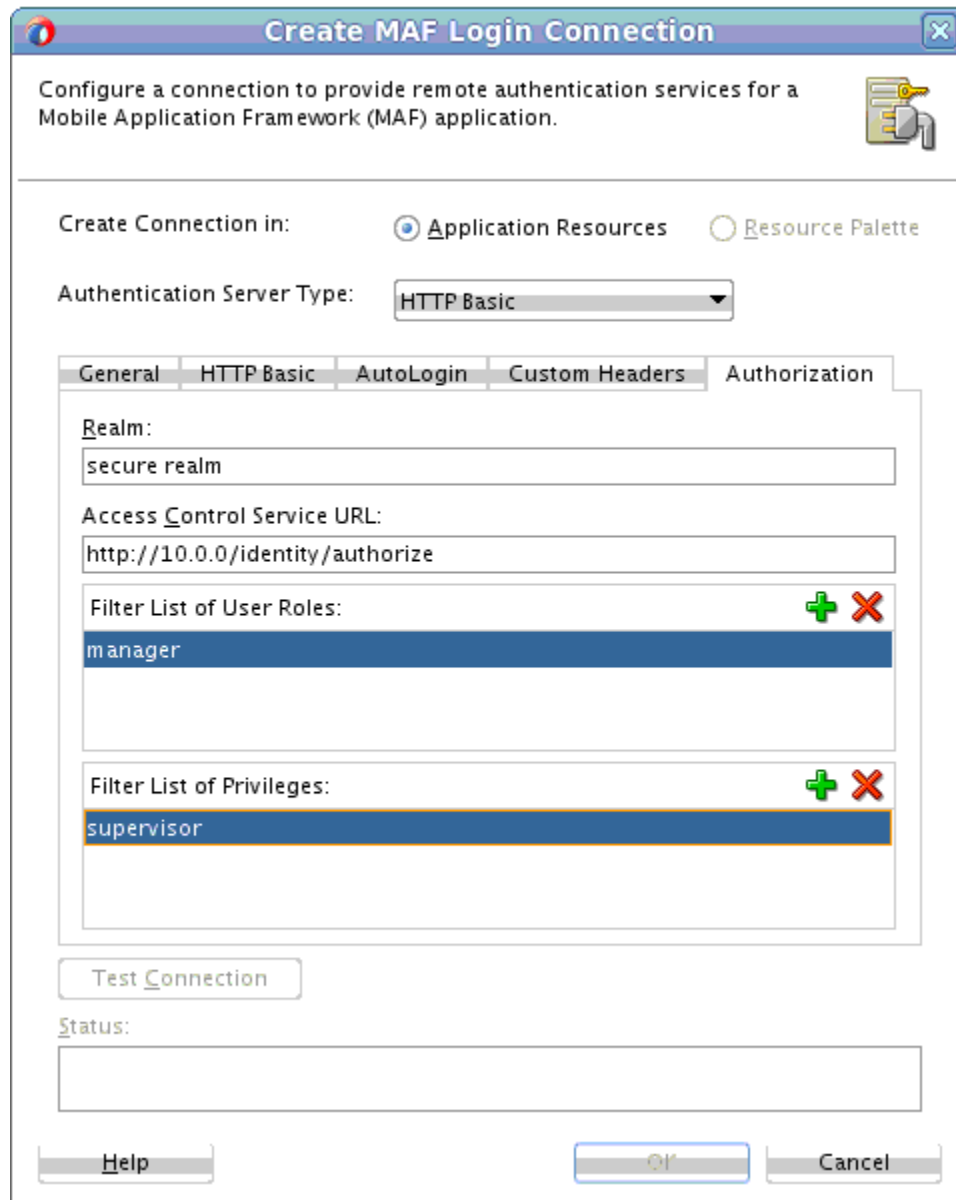 Create MAF Login Connection
Configure a connection to provide remote authentication services for a
Mobile Application Framework (MAF) application.
Create Connection in:
Application Resources
Resource Palette
Authentication Server Type:
HTTP Basic
General
HTTP Basic
AutoLogin
Custom Headers
Authorization
Realm:
secure realm
Access Control Service URL:
http://10.0.0/identity/authorize
Filter List of User Roles:
manager
Filter List of Privileges:
supervisor
Test Connection
Status:
Help
OK
Cancel